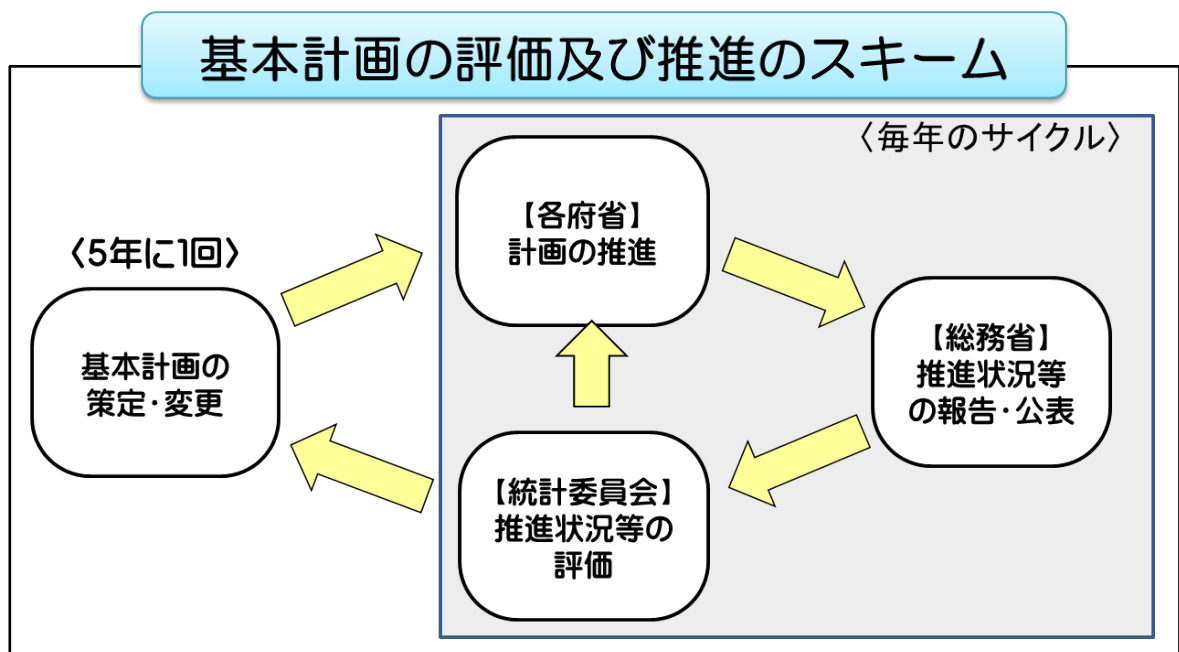 基本計画の評価及び推進のスキーム
〈毎年のサイクル〉
〈5年に1回〉
基本計画の
策定・変更
【各府省】
計画の推進
【総務省】
推進状況等
の報告・公表
【統計委員会】
推進状況等の
評価